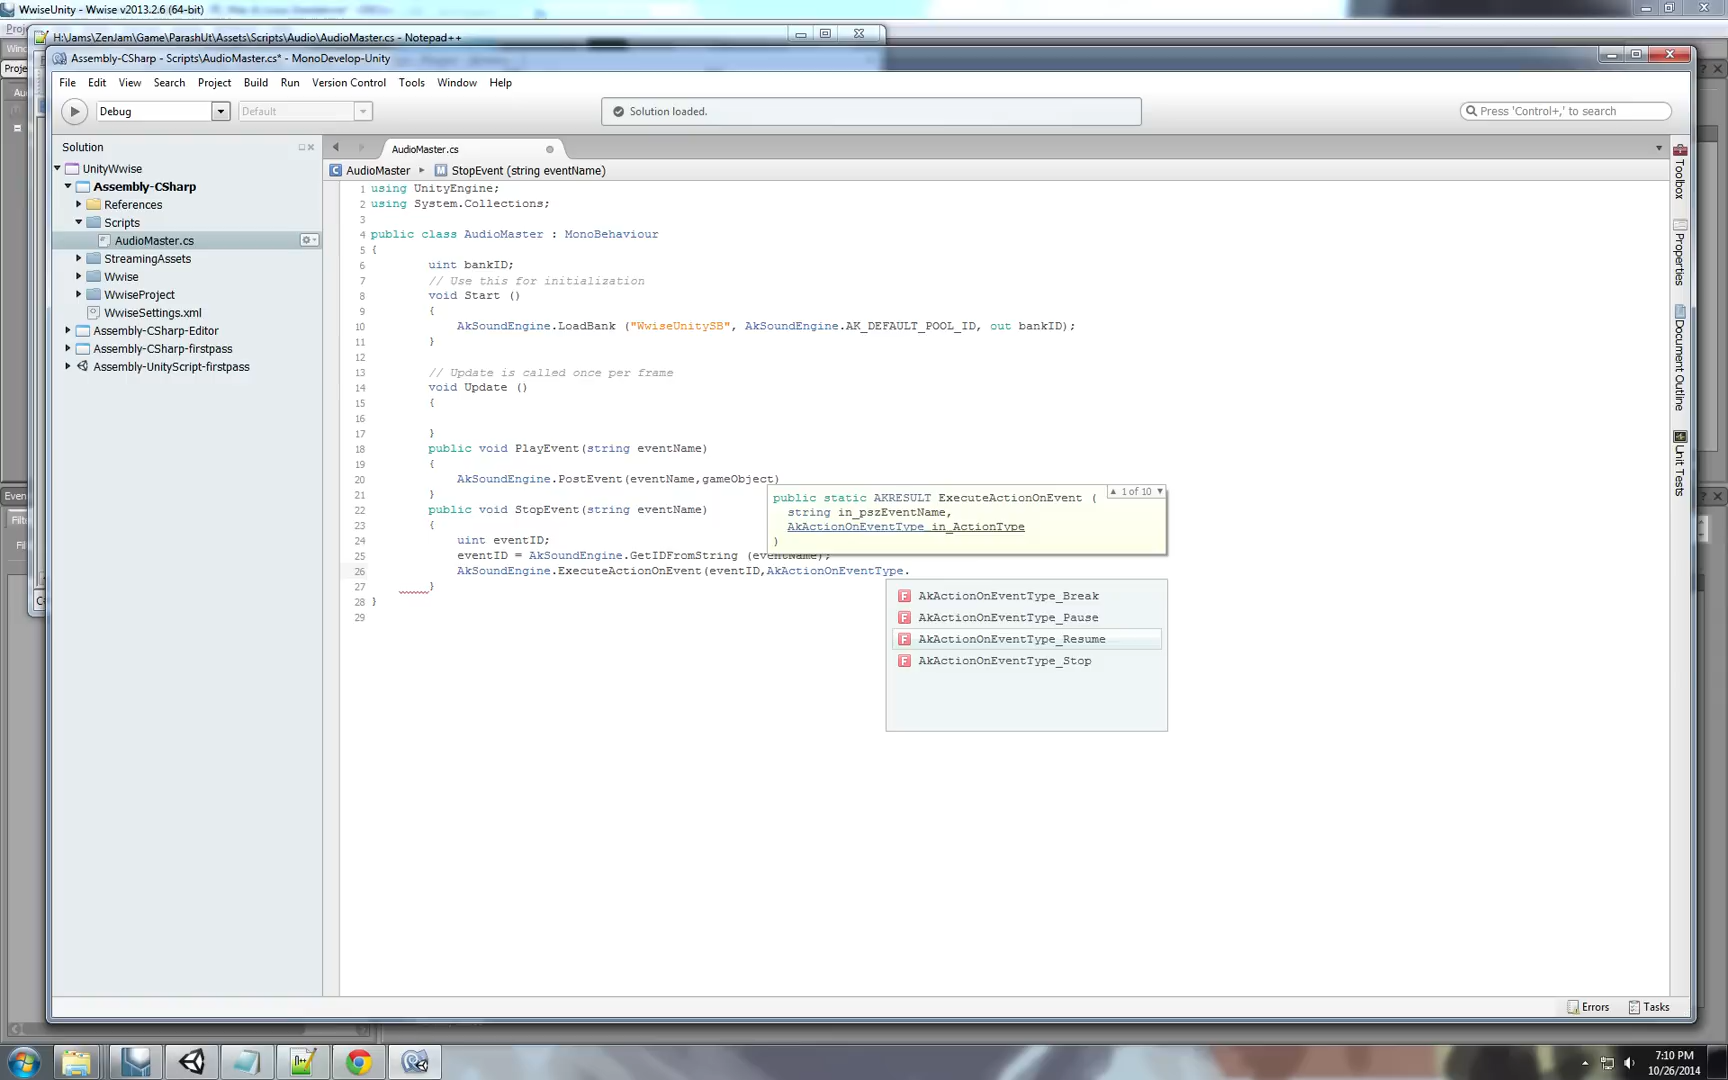 WwiseUnity - Wwise v2013.2.6 (64-bit)
H:\Jams\ZenJam\Game\ParashUt\Assets\Scripts\Audio\AudioMaster.cs - Notepad++
Assembly-CSharp - Scripts\AudioMaster.cs* - MonoDevelop-Unity
File Edit View Search Project Build Run Version Control Tools Window Help
Debug Default Solution loaded. Press 'Control+,' to search
Solution
UnityWwise
Assembly-CSharp
References
Scripts
AudioMaster.cs
StreamingAssets
Wwise
WwiseProject
WwiseSettings.xml
Assembly-CSharp-Editor
Assembly-CSharp-firstpass
Assembly-UnityScript-firstpass
AudioMaster.cs
AudioMaster StopEvent (string eventName)
1 using UnityEngine;
2 using System.Collections;
3
4 public class AudioMaster : MonoBehaviour
5 {
6 uint bankID;
7 // Use this for initialization
8 void Start ()
9 {
10 AkSoundEngine.LoadBank ("WwiseUnitySB", AkSoundEngine.AK_DEFAULT_POOL_ID, out bankID);
11 }
12
13 // Update is called once per frame
14 void Update ()
15 {
16
17 }
18 public void PlayEvent(string eventName)
19 {
20 AkSoundEngine.PostEvent(eventName,gameObject)
21 }
22 public void StopEvent(string eventName)
23 {
24 uint eventID;
25 eventID = AkSoundEngine.GetIDFromString (eventName);
26 AkSoundEngine.ExecuteActionOnEvent(eventID,AkActionOnEventType.
27 }
28 }
29
public static AKRESULT ExecuteActionOnEvent (
1 of 10
string in_pszEventName,
AkActionOnEventType in_ActionType
)
AkActionOnEventType_Break
AkActionOnEventType_Pause
AkActionOnEventType_Resume
AkActionOnEventType_Stop
Toolbox
Properties
Document Outline
Unit Tests
Errors Tasks
7:10 PM
10/26/2014